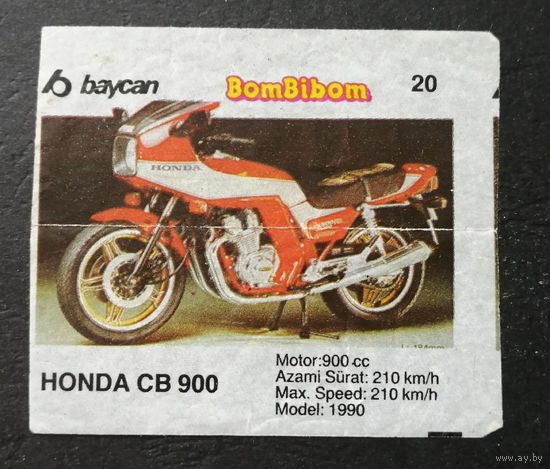 baycan
BomBibom
20
HONDA
HONDA CB 900
Motor:900 cc
Azami Sürat: 210 km/h
Max. Speed: 210 km/h
Model: 1990
www.ay.by